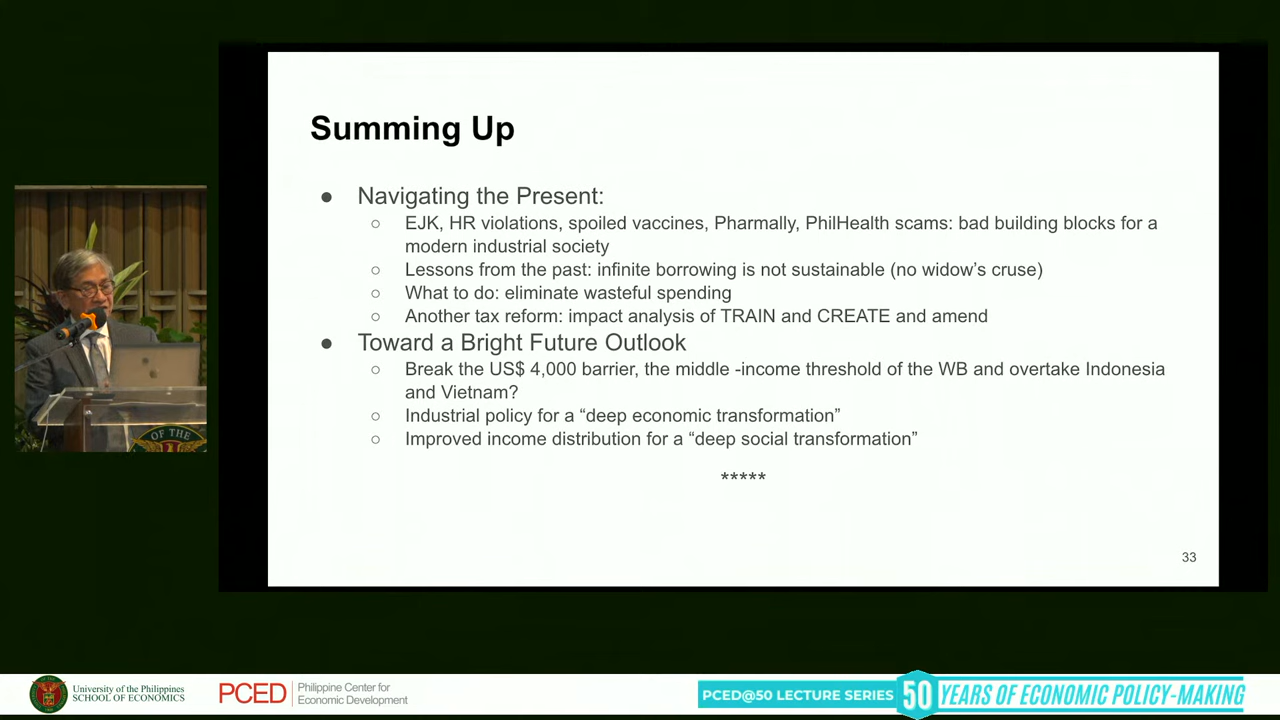 Summing Up
● Navigating the Present:
○ EJK, HR violations, spoiled vaccines, Pharmally, PhilHealth scams: bad building blocks for a
modern industrial society
○ Lessons from the past: infinite borrowing is not sustainable (no widow’s cruse)
○ What to do: eliminate wasteful spending
○ Another tax reform: impact analysis of TRAIN and CREATE and amend
● Toward a Bright Future Outlook
○ Break the US$ 4,000 barrier, the middle -income threshold of the WB and overtake Indonesia
and Vietnam?
○ Industrial policy for a “deep economic transformation”
○ Improved income distribution for a “deep social transformation”
*****
33
OF THE
University of the Philippines
SCHOOL OF ECONOMICS
PCED
Philippine Center for
Economic Development
PCED@50 LECTURE SERIES
50 YEARS OF ECONOMIC POLICY-MAKING